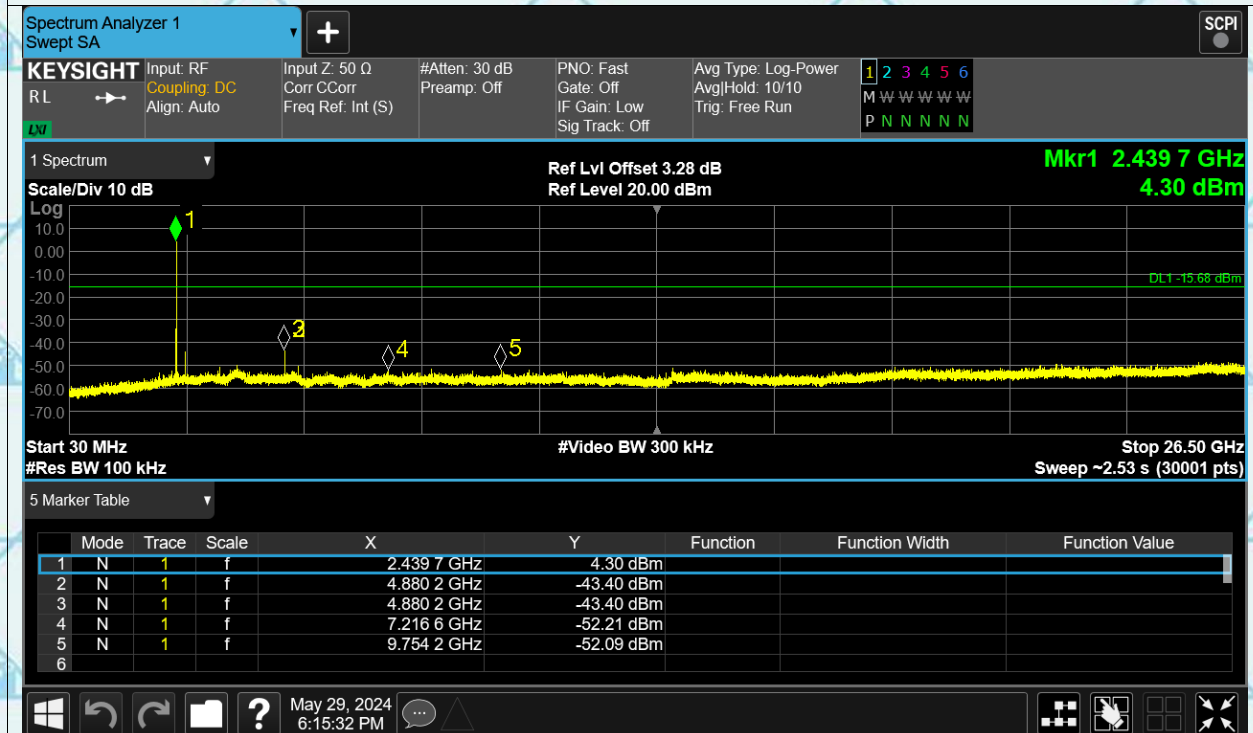 Spectrum Analyzer 1
Swept SA
+
SCPI
KEYSIGHT
RL
LXI
Input: RF
Coupling: DC
Align: Auto
Input Z: 50 Ω
Corr CCorr
Freq Ref: Int (S)
#Atten: 30 dB
Preamp: Off
PNO: Fast
Gate: Off
IF Gain: Low
Sig Track: Off
Avg Type: Log-Power
Avg|Hold: 10/10
Trig: Free Run
1 2 3 4 5 6
M W W W W W
P N N N N N
1 Spectrum
Ref Lvl Offset 3.28 dB
Mkr1 2.439 7 GHz
Scale/Div 10 dB
Ref Level 20.00 dBm
4.30 dBm
Log
10.0
0.00
-10.0
-20.0
-30.0
-40.0
-50.0
-60.0
-70.0
1
DL1 -15.68 dBm
3
4
5
Start 30 MHz
#Video BW 300 kHz
Stop 26.50 GHz
#Res BW 100 kHz
Sweep ~2.53 s (30001 pts)
5 Marker Table
Mode Trace Scale X Y Function Function Width Function Value
1 N 1 f 2.439 7 GHz 4.30 dBm
2 N 1 f 4.880 2 GHz -43.40 dBm
3 N 1 f 4.880 2 GHz -43.40 dBm
4 N 1 f 7.216 6 GHz -52.21 dBm
5 N 1 f 9.754 2 GHz -52.09 dBm
6
?
May 29, 2024
6:15:32 PM